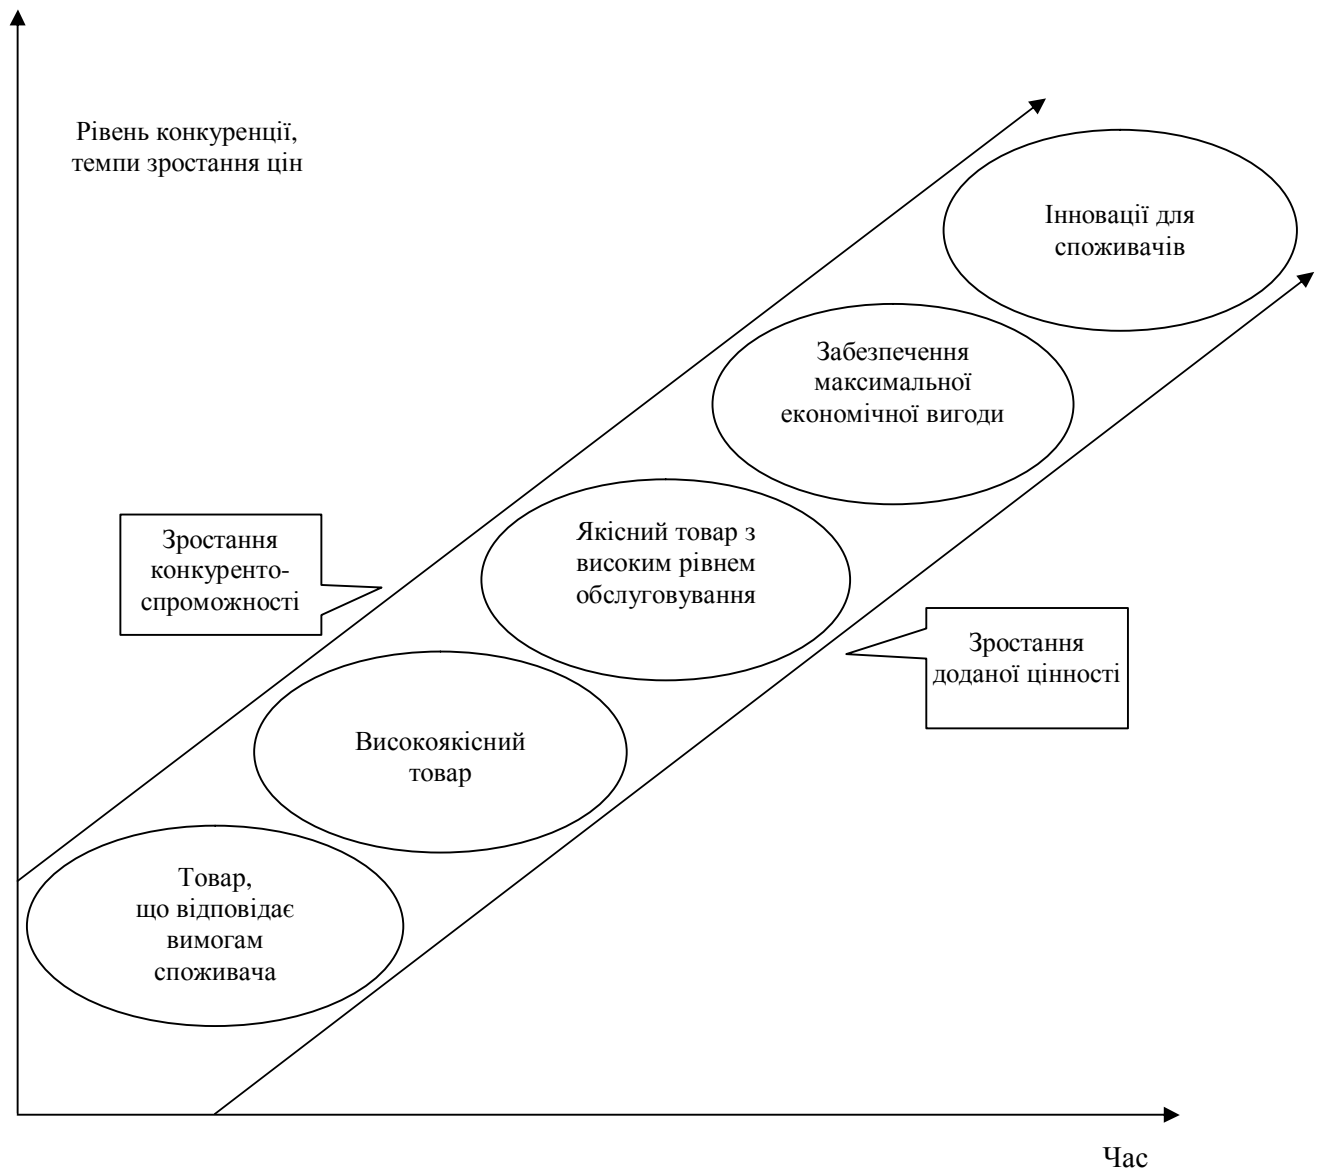 Рівень конкуренції,
темпи зростання цін
Інновації для
споживачів
Забезпечення
максимальної
економічної вигоди
Якісний товар з
високим рівнем
обслуговування
Зростання
конкуренто-
спроможності
Зростання
доданої цінності
Високоякісний
товар
Товар,
що відповідає
вимогам
споживача
Час